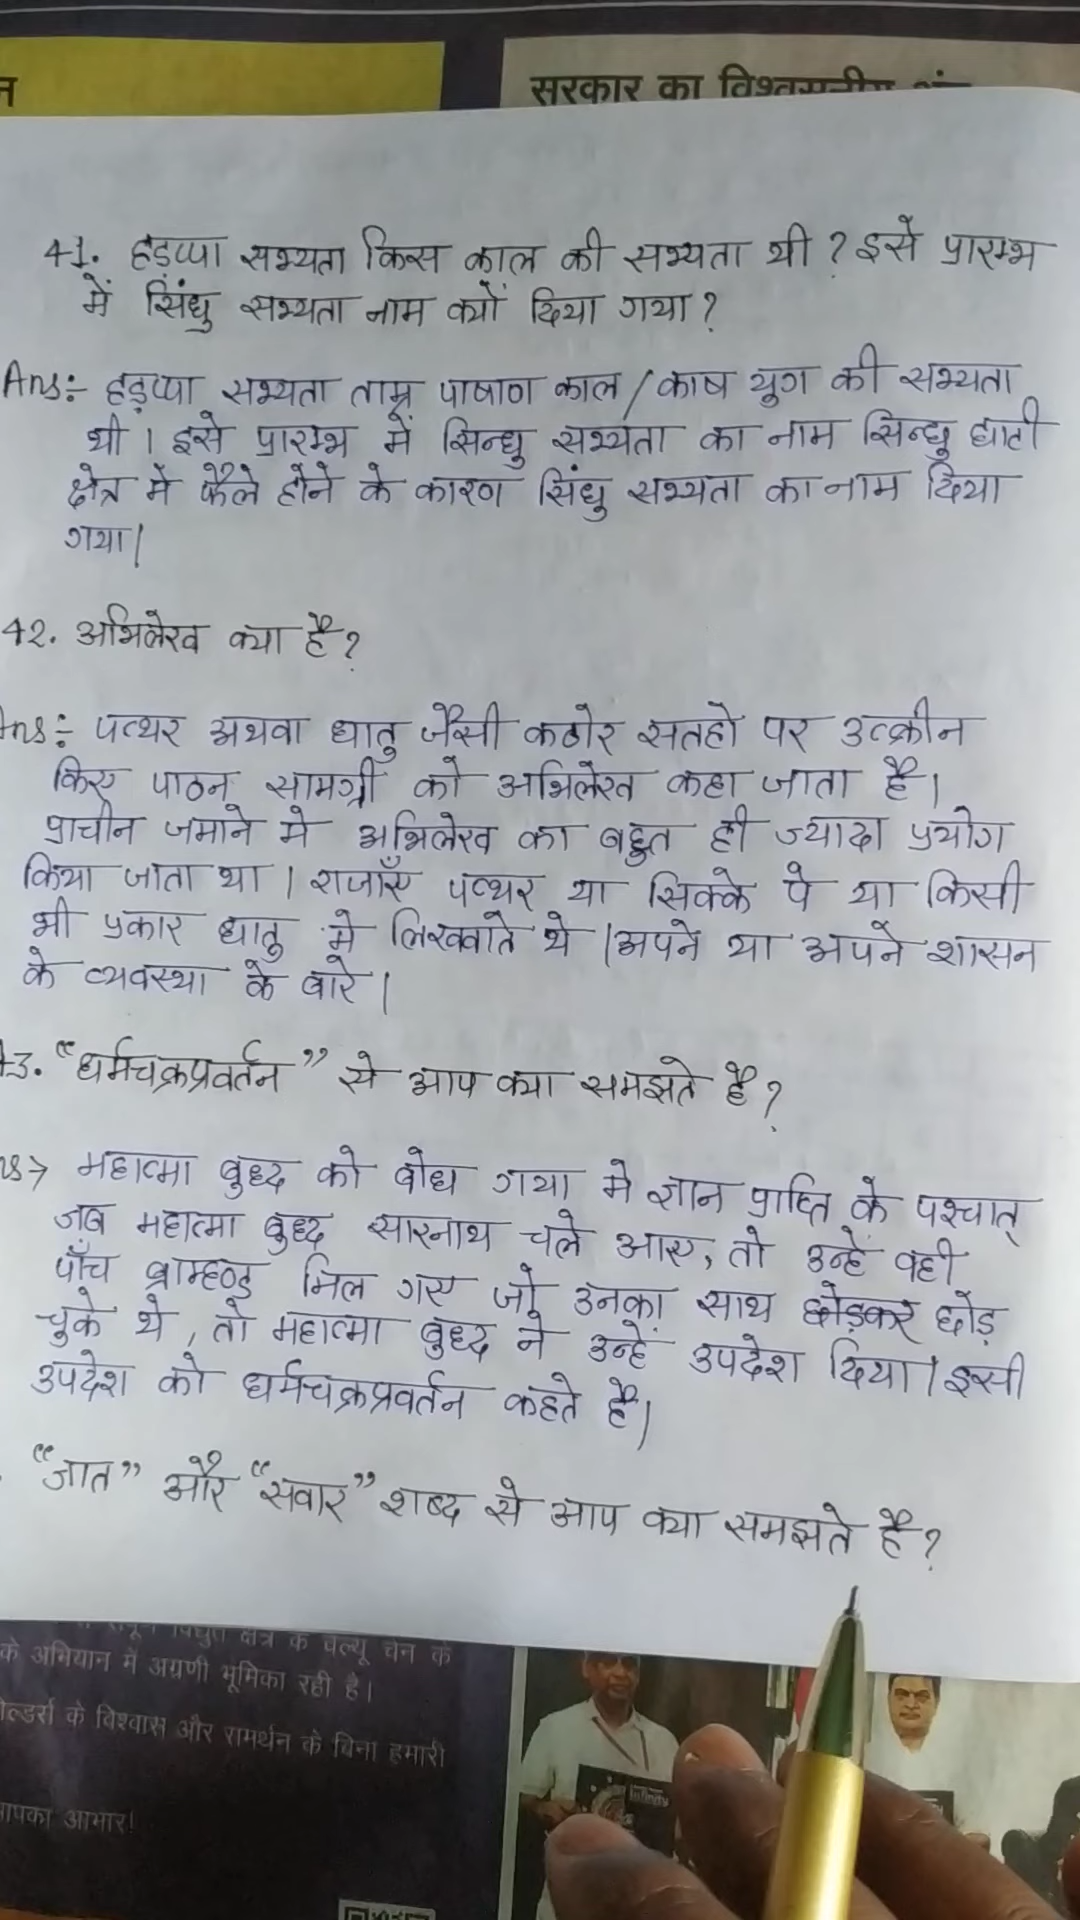 सरकार का विश्वसनीय
41. हड़प्पा सभ्यता किस काल की सभ्यता थी ? इसे प्रारम्भ
में सिंधु सभ्यता नाम क्यों दिया गया ?
Ans:- हड़प्पा सभ्यता ताम्र पाषाण काल / काष युग की सभ्यता
थी । इसे प्रारम्भ में सिन्धु सभ्यता का नाम सिन्धु घाटी
क्षेत्र में फैले होने के कारण सिंधु सभ्यता का नाम दिया
गया।
42. अभिलेख क्या है ?
Ans:- पत्थर अथवा धातु जैसी कठोर सतहो पर उत्क्रीन
किए पाठन सामग्री को अभिलेख कहा जाता है।
प्राचीन जमाने मे अभिलेख का बहुत ही ज्यादा प्रयोग
किया जाता था । राजाएँ पत्थर या सिक्के पे या किसी
भी प्रकार धातु मे लिखवाते थे । अपने या अपने शासन
के व्यवस्था के बारे ।
43. “धर्मचक्रप्रवर्तन” से आप क्या समझते है ?
महात्मा बुध्द को बोध गया मे ज्ञान प्राप्ति के पश्चात्
जब महात्मा बुध्द सारनाथ चले आए, तो उन्हें वही
पाँच ब्राम्हण्ड मिल गए जो उनका साथ छोड़कर छोड़
चुके थे, तो महात्मा बुध्द ने उन्हें उपदेश दिया । इसी
उपदेश को धर्मचक्रप्रवर्तन कहते है।
“जात” और “सवार” शब्द से आप क्या समझते है ?
विद्युत क्षेत्र के वैल्यू चेन के
के अभियान में अग्रणी भूमिका रही है।
के विश्वास और समर्थन के बिना हमारी
आपका आभार!